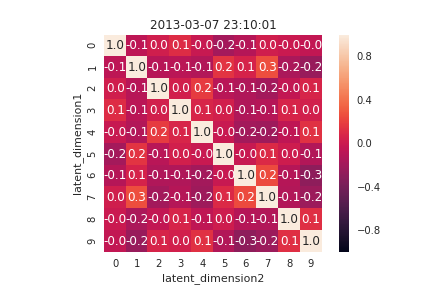 2013-03-07 23:10:01
0 1.0 -0.1 0.0 0.1 -0.0 -0.2 -0.1 0.0 -0.0 -0.0
1 -0.1 1.0 -0.1 -0.1 -0.1 0.2 0.1 0.3 -0.2 -0.2
2 0.0 -0.1 1.0 0.0 0.2 -0.1 -0.1 -0.2 -0.0 0.1
3 0.1 -0.1 0.0 1.0 0.1 0.0 -0.1 -0.1 0.1 0.0
4 -0.0 -0.1 0.2 0.1 1.0 -0.0 -0.2 -0.2 -0.1 0.1
5 -0.2 0.2 -0.1 0.0 -0.0 1.0 -0.0 0.1 0.0 -0.1
6 -0.1 0.1 -0.1 -0.1 -0.2 -0.0 1.0 0.2 -0.1 -0.3
7 0.0 0.3 -0.2 -0.1 -0.2 0.1 0.2 1.0 -0.1 -0.2
8 -0.0 -0.2 -0.0 0.1 -0.1 0.0 -0.1 -0.1 1.0 0.1
9 -0.0 -0.2 0.1 0.0 0.1 -0.1 -0.3 -0.2 0.1 1.0
0 1 2 3 4 5 6 7 8 9
latent_dimension1
latent_dimension2
0.8
0.4
0.0
-0.4
-0.8